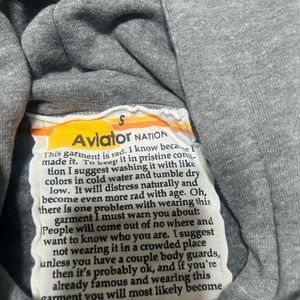 S
Aviator NATION
This garment is rad. I know because I
made it. To keep it in pristine condi-
tion I suggest washing it with like
colors in cold water and tumble dry
low. It will distress naturally and
become even more rad with age. Oh,
there is one problem with wearing this
garment I must warn you about:
People will come out of no where and
want to know who you are. I suggest
not wearing it in a crowded place
unless you have a couple body guards,
then it's probably ok, and if you're
already famous and wearing this
garment you will most likely become